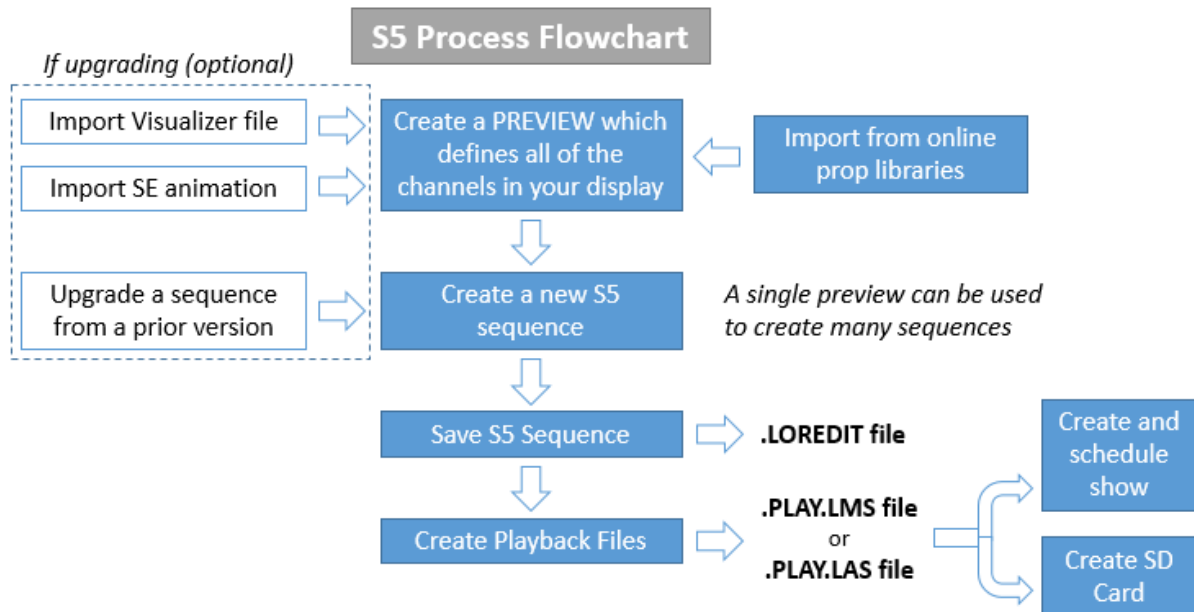 S5 Process Flowchart
If upgrading (optional)
Import Visualizer file
Import SE animation
Upgrade a sequence
from a prior version
Create a PREVIEW which
defines all of the
channels in your display
Import from online
prop libraries
Create a new S5
sequence
A single preview can be used
to create many sequences
Save S5 Sequence
.LOREDIT file
Create Playback Files
.PLAY.LMS file
or
.PLAY.LAS file
Create and
schedule
show
Create SD
Card